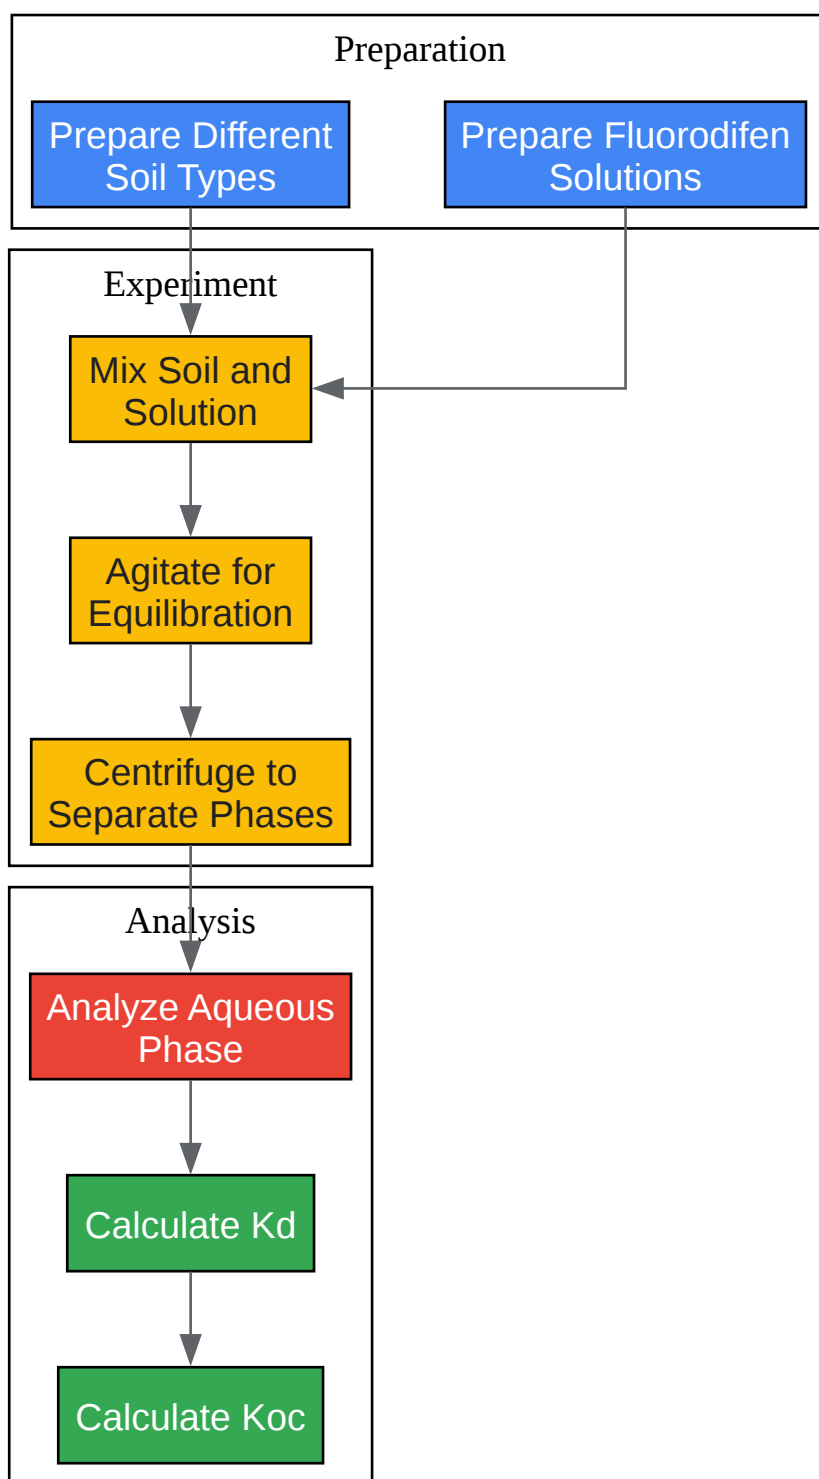 Preparation
Prepare Different
Soil Types
Prepare Fluorodifen
Solutions
Experiment
Mix Soil and
Solution
Agitate for
Equilibration
Centrifuge to
Separate Phases
Analysis
Analyze Aqueous
Phase
Calculate Kd
Calculate Koc